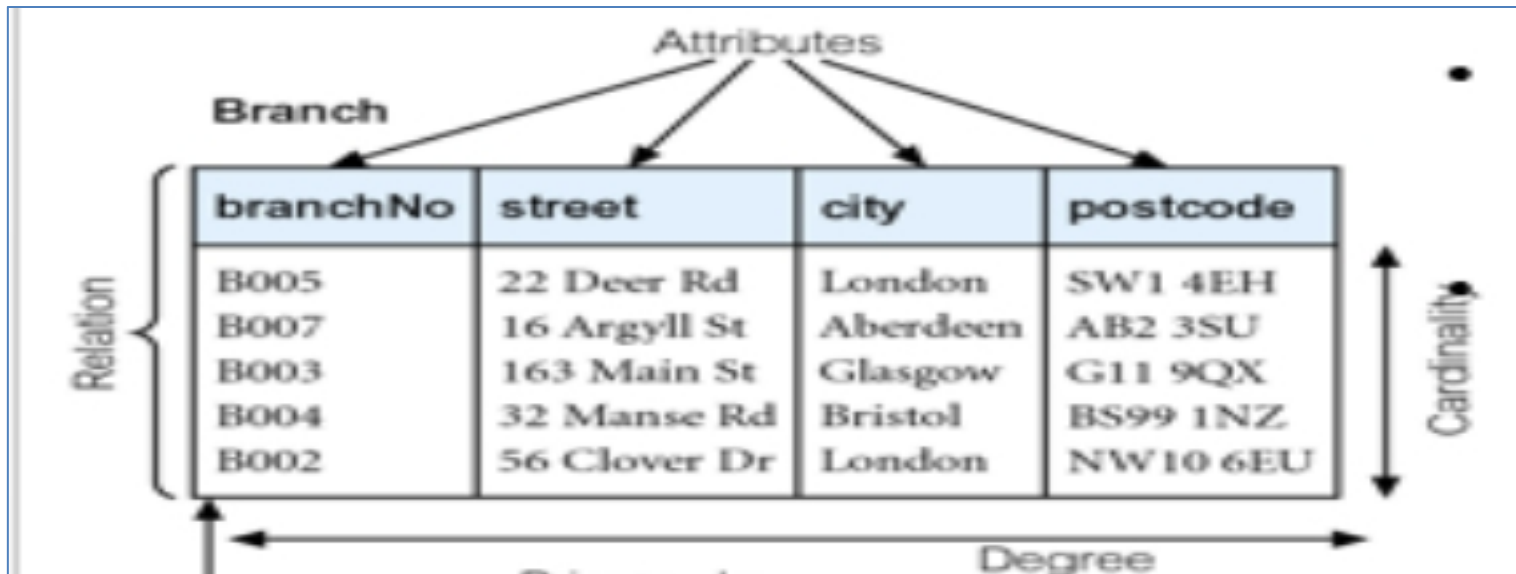 Attributes
Branch
branchNo street city postcode
B005 22 Deer Rd London SW1 4EH
B007 16 Argyll St Aberdeen AB2 3SU
B003 163 Main St Glasgow G11 9QX
B004 32 Manse Rd Bristol BS99 1NZ
B002 56 Clover Dr London NW10 6EU
Relation
Cardinality
Degree